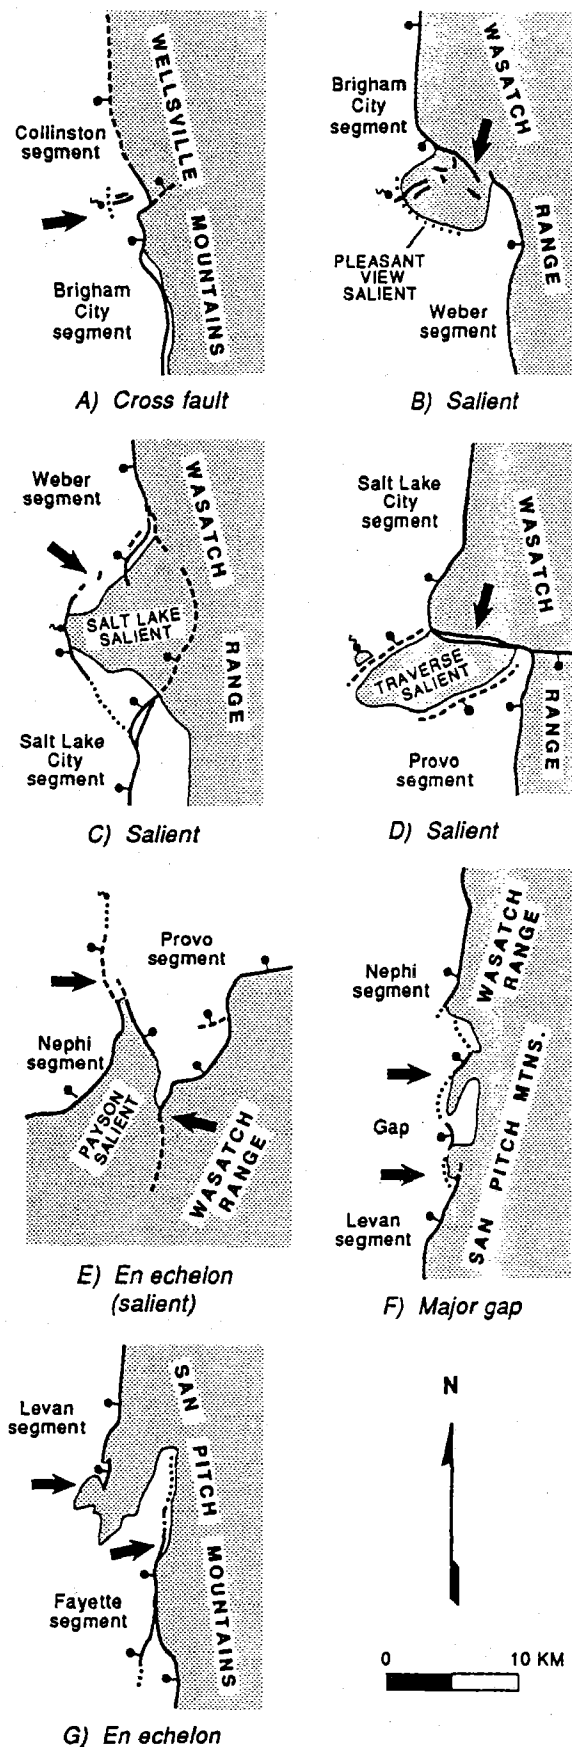 WELLSVILLE
MOUNTAINS
Collinston
segment
Brigham
City
segment
A) Cross fault
WASATCH
RANGE
Brigham
City
segment
PLEASANT
VIEW
SALIENT
Weber
segment
B) Salient
Weber
segment
WASATCH
RANGE
SALT LAKE
SALIENT
Salt Lake
City
segment
C) Salient
Salt Lake
City
segment
WASATCH
RANGE
TRAVERSE
SALIENT
Provo
segment
D) Salient
Provo
segment
Nephi
segment
PAYSON
SALIENT
WASATCH
RANGE
E) En echelon
(salient)
WASATCH
RANGE
Nephi
segment
Gap
SAN PITCH MTNS.
Levan
segment
F) Major gap
SAN PITCH MOUNTAINS
Levan
segment
Fayette
segment
G) En echelon
N
0 10 KM